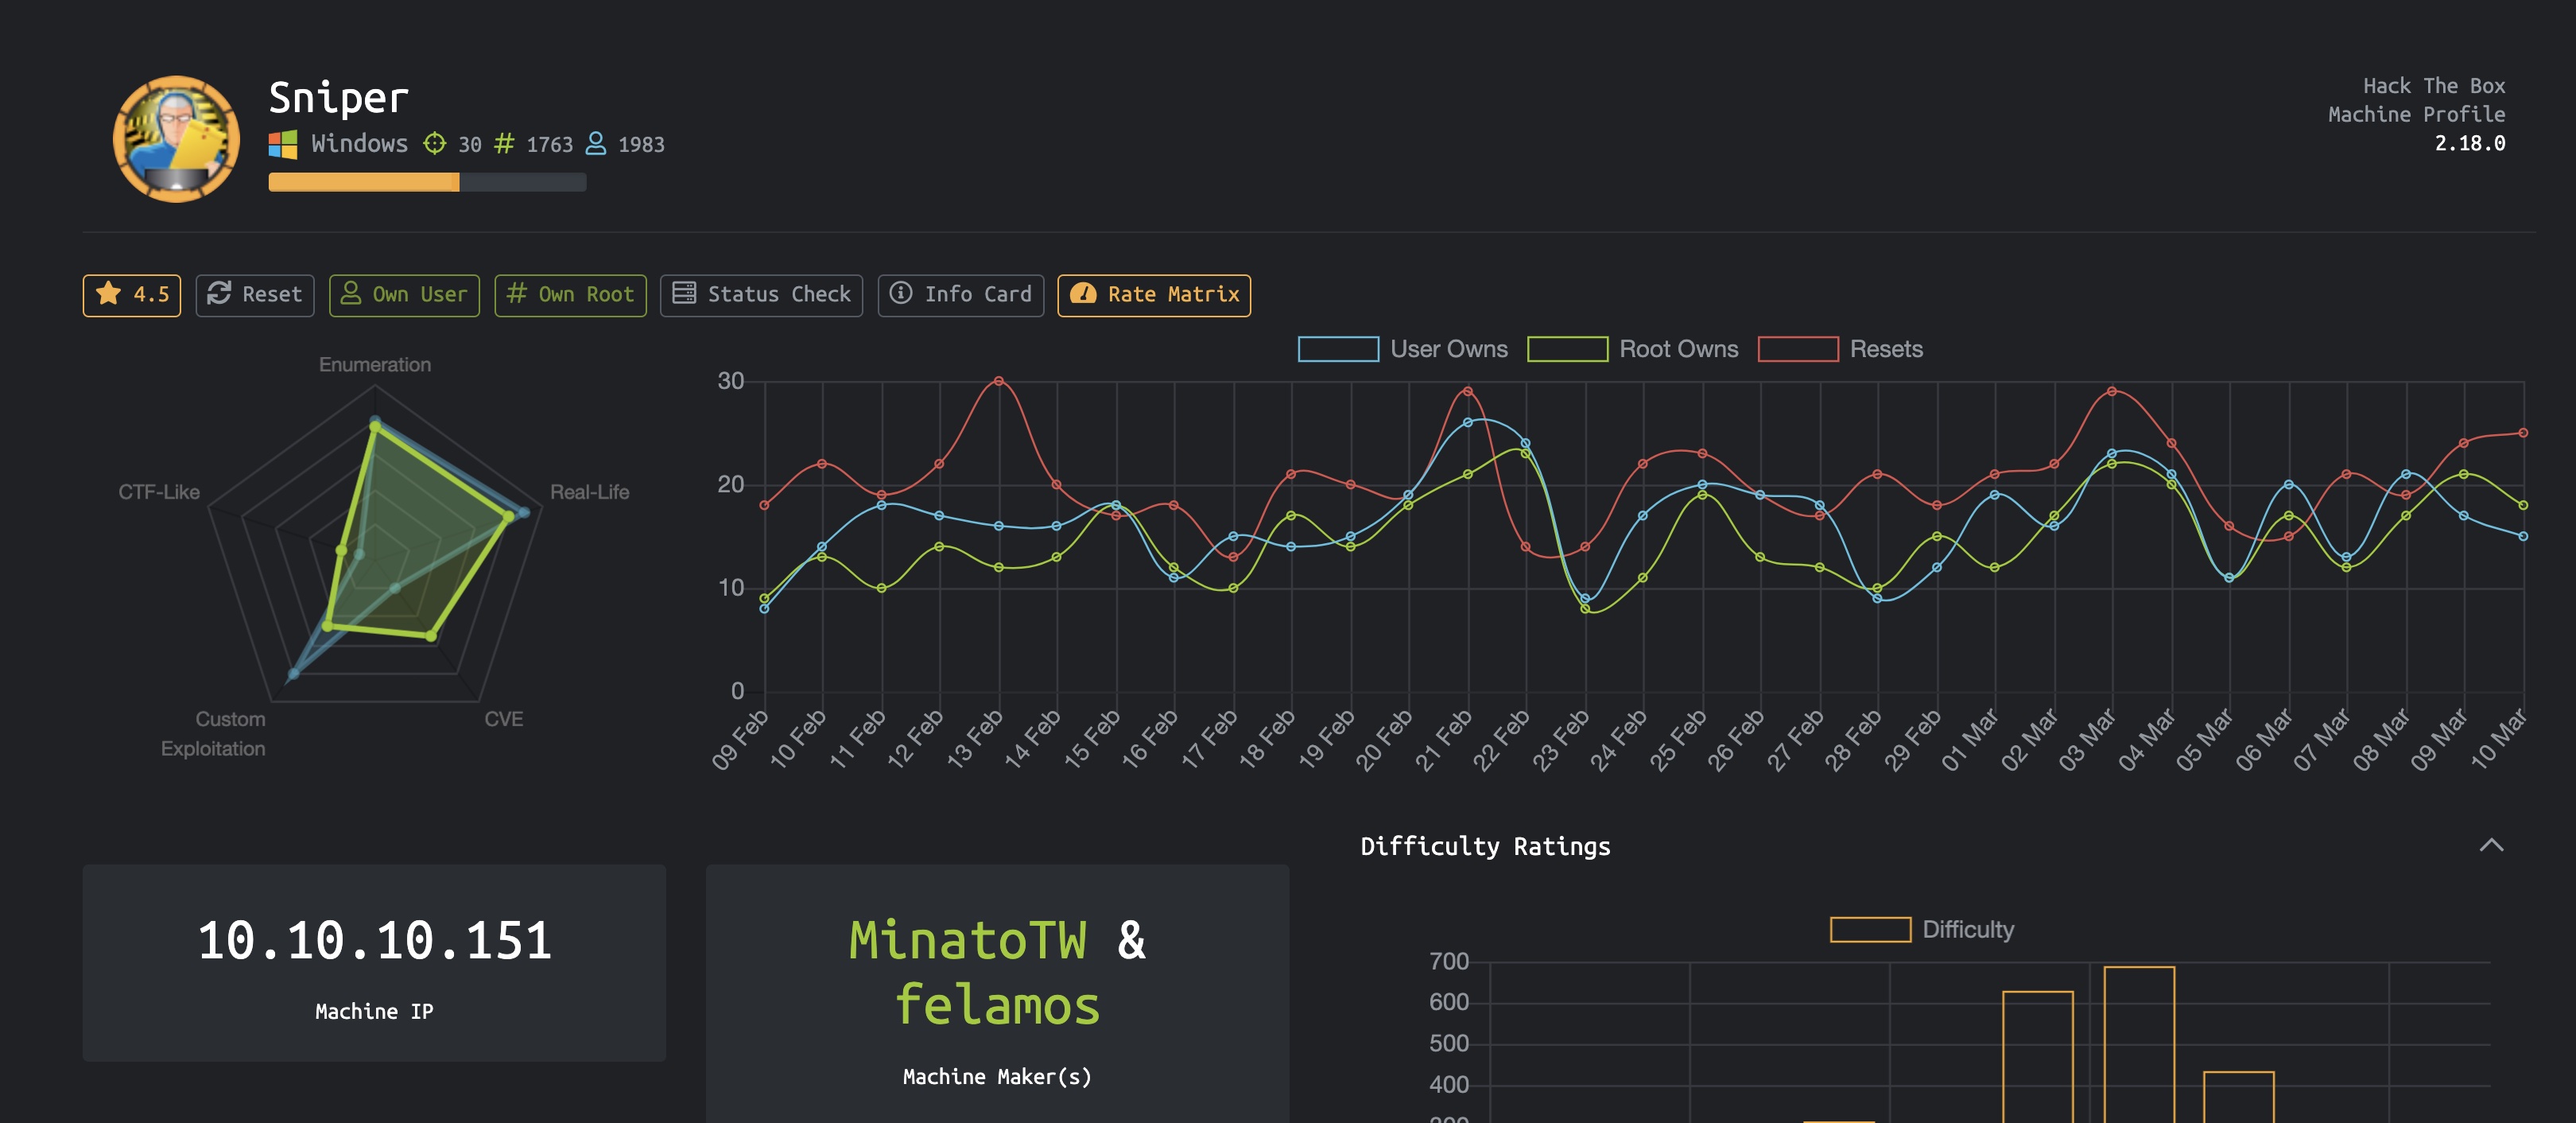 Sniper
Windows 30 # 1763 1983
Hack The Box
Machine Profile
2.18.0
4.5 Reset Own User # Own Root Status Check Info Card Rate Matrix
Enumeration
CTF-Like
Real-Life
Custom
Exploitation
CVE
User Owns Root Owns Resets
30
20
10
0
09 Feb 10 Feb 11 Feb 12 Feb 13 Feb 14 Feb 15 Feb 16 Feb 17 Feb 18 Feb 19 Feb 20 Feb 21 Feb 22 Feb 23 Feb 24 Feb 25 Feb 26 Feb 27 Feb 28 Feb 29 Feb 01 Mar 02 Mar 03 Mar 04 Mar 05 Mar 06 Mar 07 Mar 08 Mar 09 Mar 10 Mar
10.10.10.151
Machine IP
MinatoTW &
felamos
Machine Maker(s)
Difficulty Ratings
Difficulty
700
600
500
400